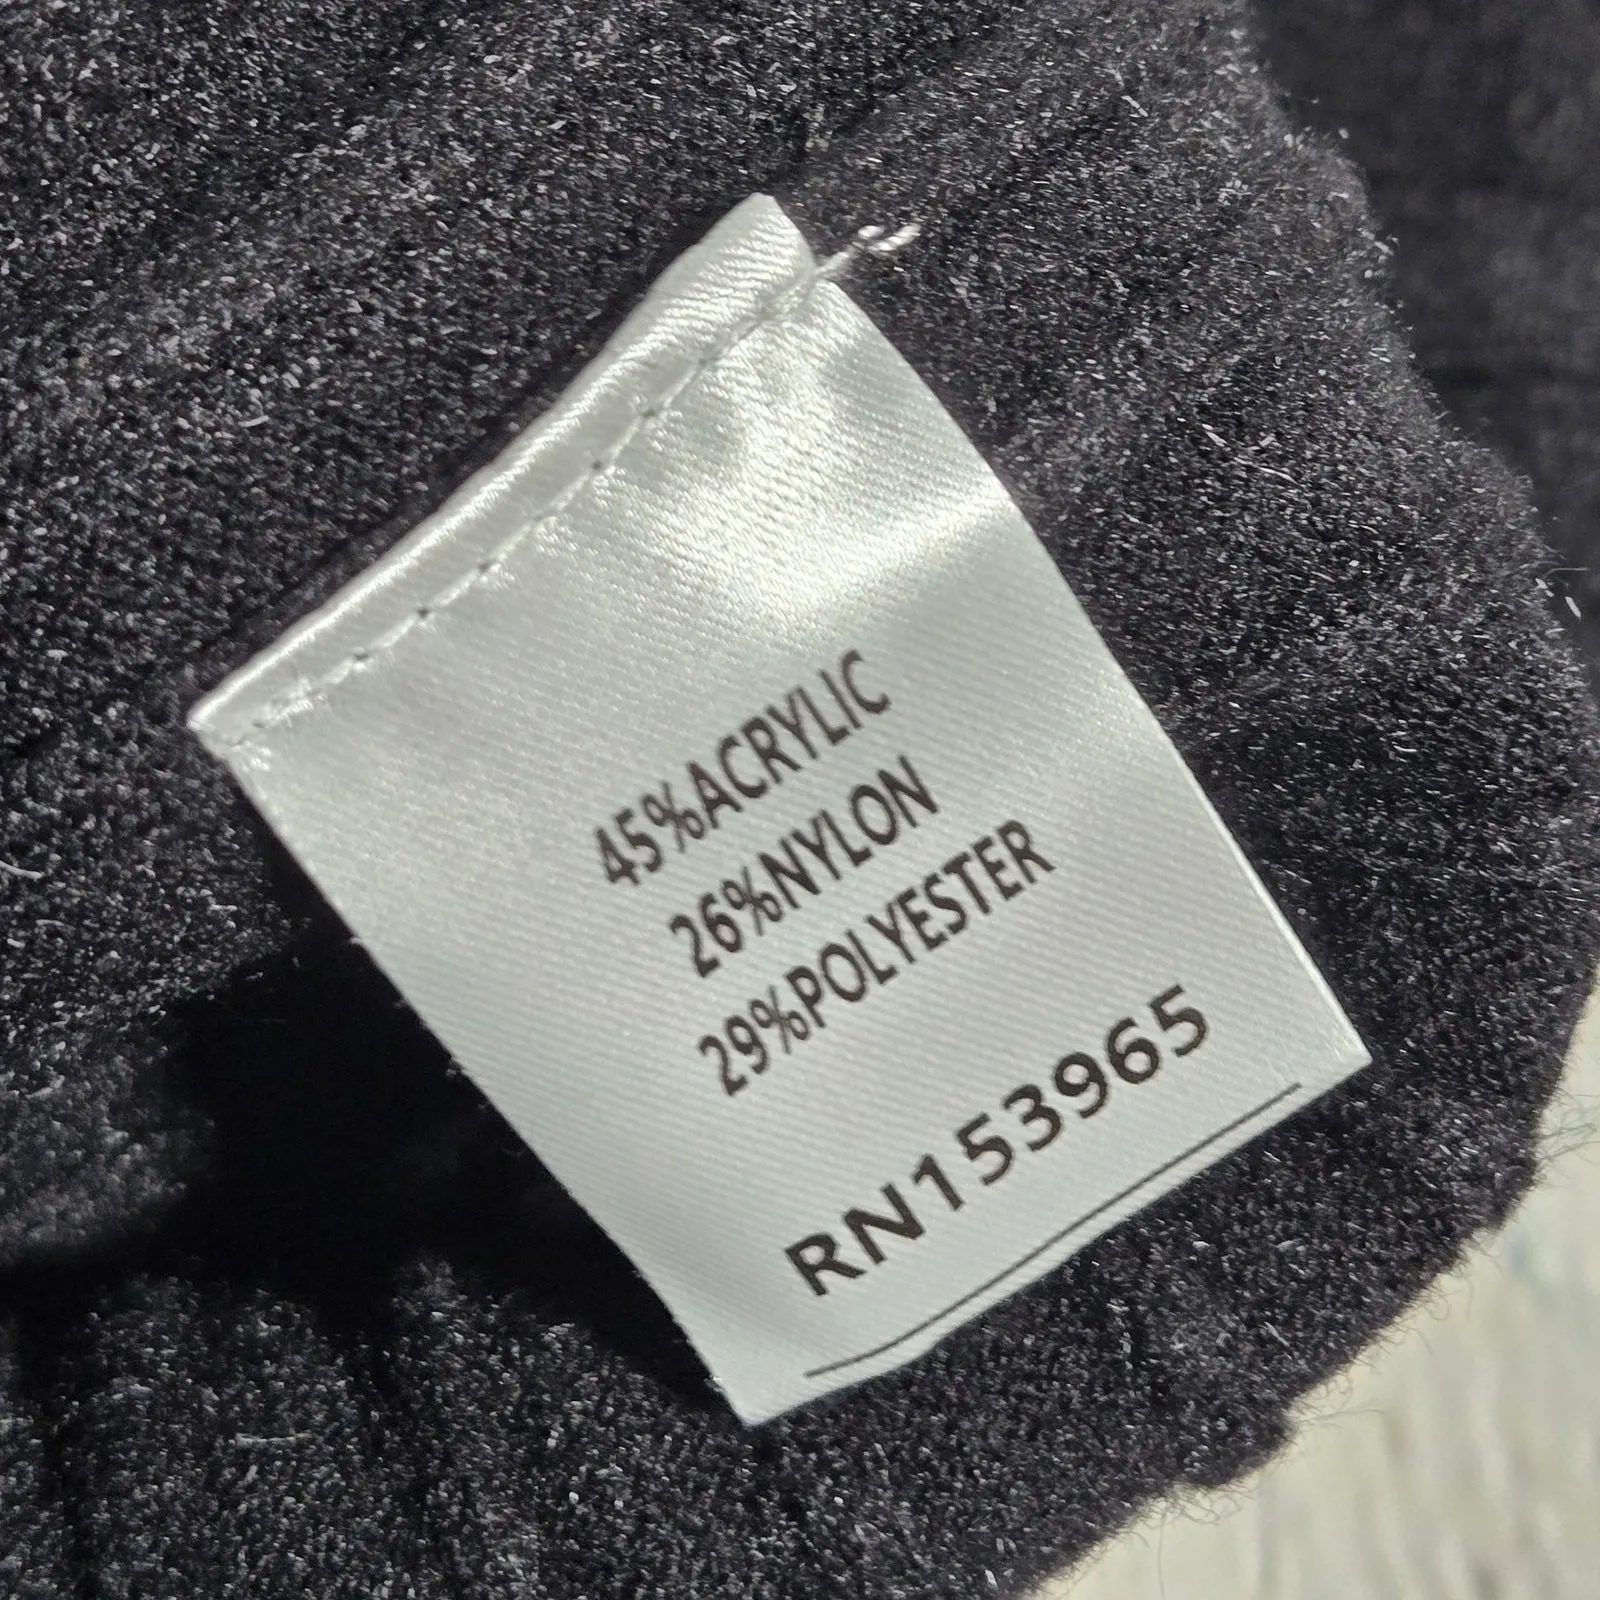 45%ACRYLIC
26%NYLON
29%POLYESTER
RN153965